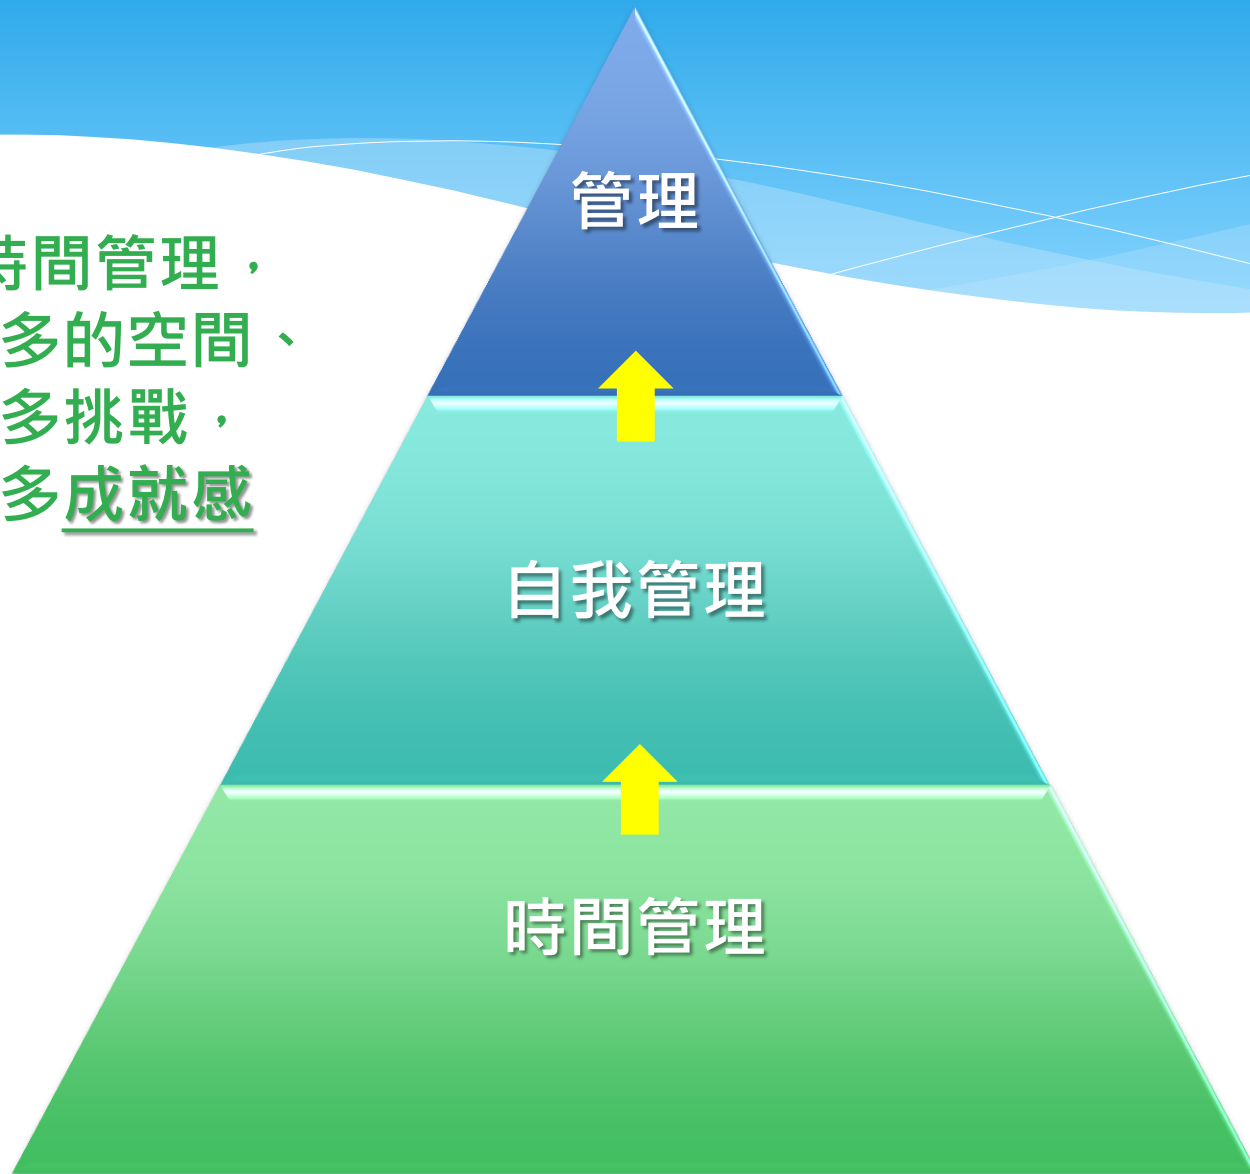 時間管理，
多的空間、
多挑戰，
多成就感
管理
自我管理
時間管理